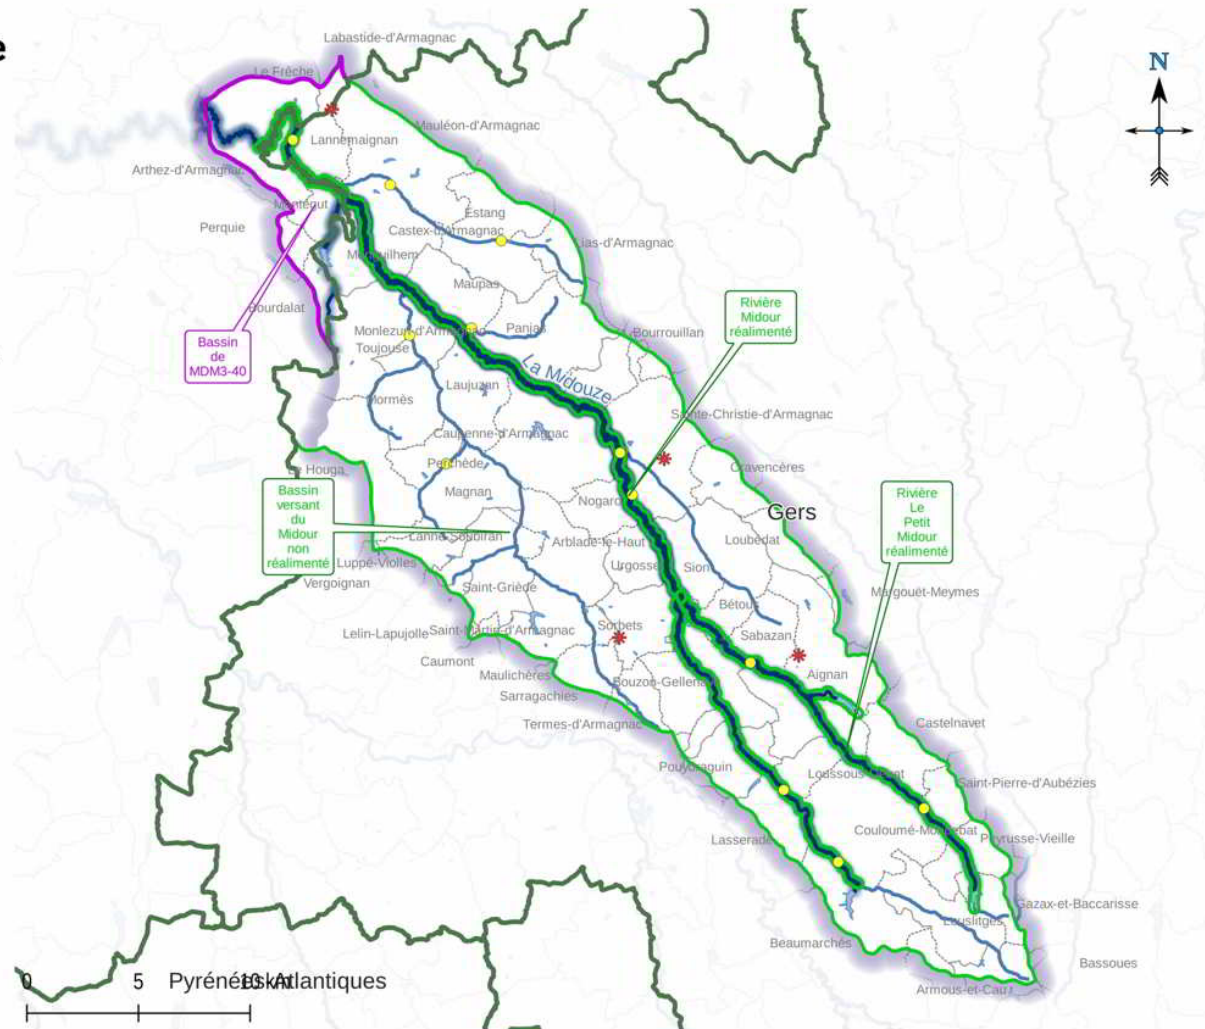 e
Labastide-d'Armagnac
N
Le Frêche
Mauléon-d'Armagnac
Lannemaignan
Arthez-d'Armagnac
Montégut
Estang
Perquie
Castex-d'Armagnac
Lias-d'Armagnac
Monguilhem
Maupas
Bourdalat
Rivière
Midour
réalimenté
Monlezun-d'Armagnac
Panjas
Bourrouillan
Toujouse
Bassin
de
MDM3-40
La Midouze
Laujuzan
Mormès
Sainte-Christie-d'Armagnac
Caupenne-d'Armagnac
Le Houga
Perchède
Cravencères
Magnan
Nogaro
Gers
Bassin
versant
du
Midour
non
réalimenté
Rivière
Le
Petit
Midour
réalimenté
Lanne-Soubiran
Arblade-le-Haut
Loubédat
Luppé-Violles
Urgosse
Sion
Vergoignan
Saint-Griède
Margouët-Meymes
Bétous
Lelin-Lapujolle
Saint-Martin-d'Armagnac
Sorbets
Sabazan
Caumont
Maulichères
Aignan
Bouzon-Gellenave
Sarragachies
Termes-d'Armagnac
Castelnavet
Pouydraguin
Loussous-Débat
Saint-Pierre-d'Aubézies
Lasserade
Couloumé-Mondebat
Peyrusse-Vieille
Gazax-et-Baccarisse
Louslitges
Beaumarchés
Bassoues
Armous-et-Cau
0 5 10 km
Pyrénées-Atlantiques